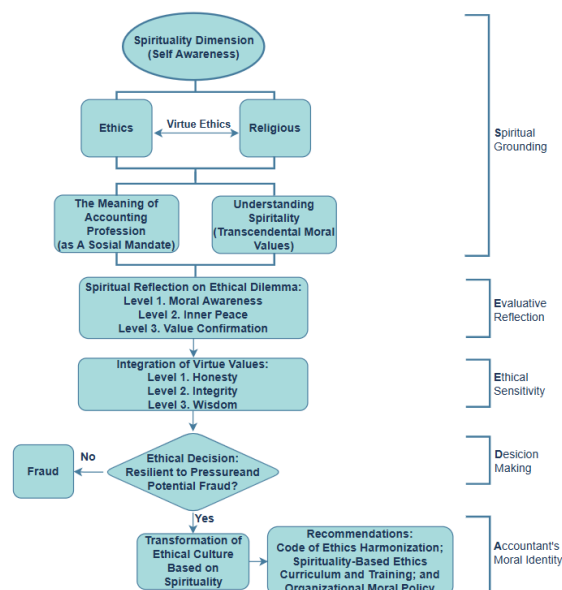 Spirituality Dimension
(Self Awareness)
Ethics
Virtue Ethics
Religious
Spiritual
Grounding
The Meaning of
Accounting
Profession
(as A Sosial Mandate)
Understanding
Spiritality
(Transcendental Moral
Values)
Spiritual Reflection on Ethical Dilemma:
Level 1. Moral Awareness
Level 2. Inner Peace
Level 3. Value Confirmation
Evaluative
Reflection
Integration of Virtue Values:
Level 1. Honesty
Level 2. Integrity
Level 3. Wisdom
Ethical
Sensitivity
Ethical Decision:
Resilient to Pressureand
Potential Fraud?
No
Fraud
Desicion
Making
Yes
Transformation of
Ethical Culture
Based on
Spirituality
Recommendations:
Code of Ethics Harmonization;
Spirituality-Based Ethics
Curriculum and Training; and
Organizational Moral Policy
Accountant's
Moral Identity